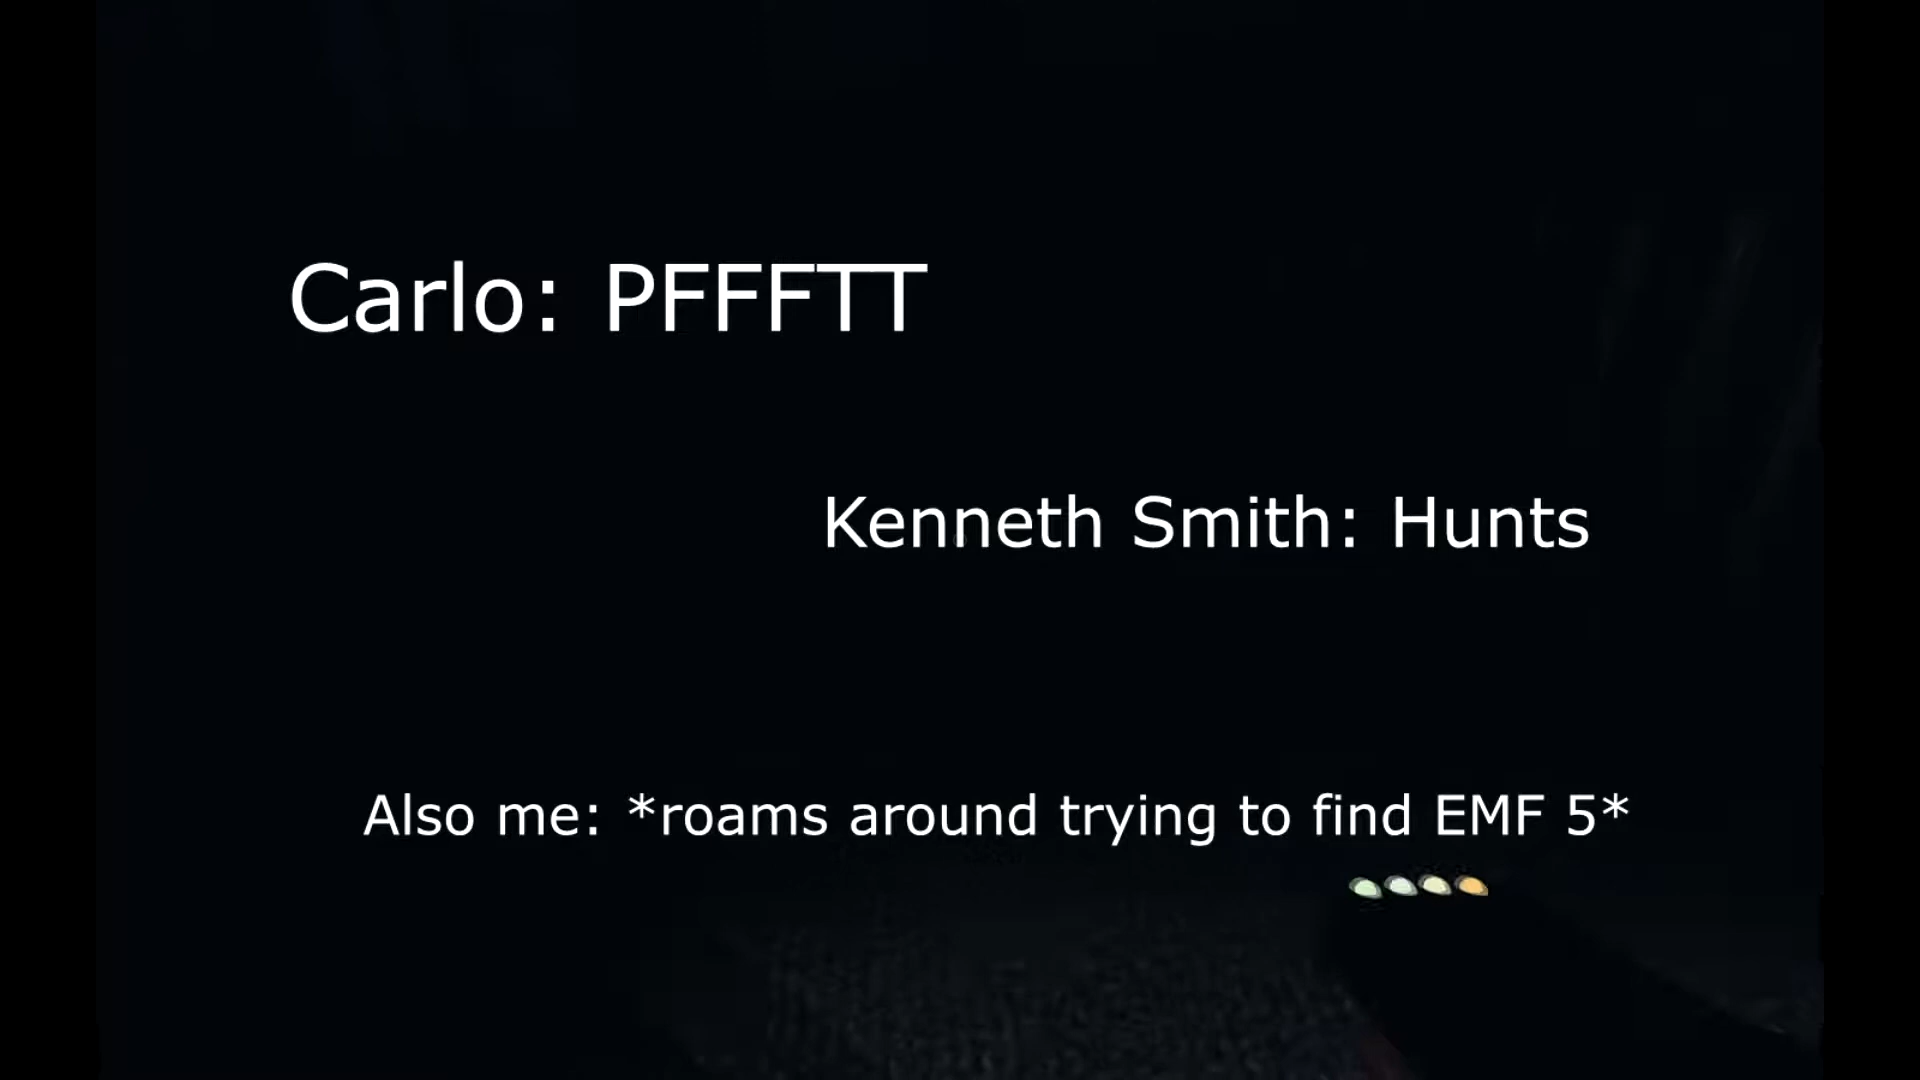 Carlo: PFFFTT
Kenneth Smith: Hunts
Also me: *roams around trying to find EMF 5*